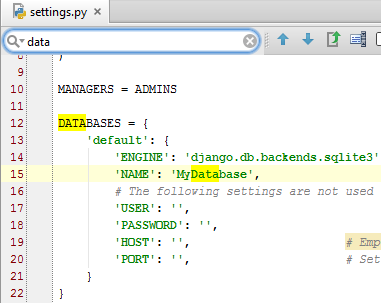 settings.py
data
8 )
9
10 MANAGERS = ADMINS
11
12 DATABASES = {
13 'default': {
14 'ENGINE': 'django.db.backends.sqlite3'
15 'NAME': 'MyDatabase',
16 # The following settings are not used
17 'USER': '',
18 'PASSWORD': '',
19 'HOST': '', # Emp
20 'PORT': '', # Set
21 }
22 }